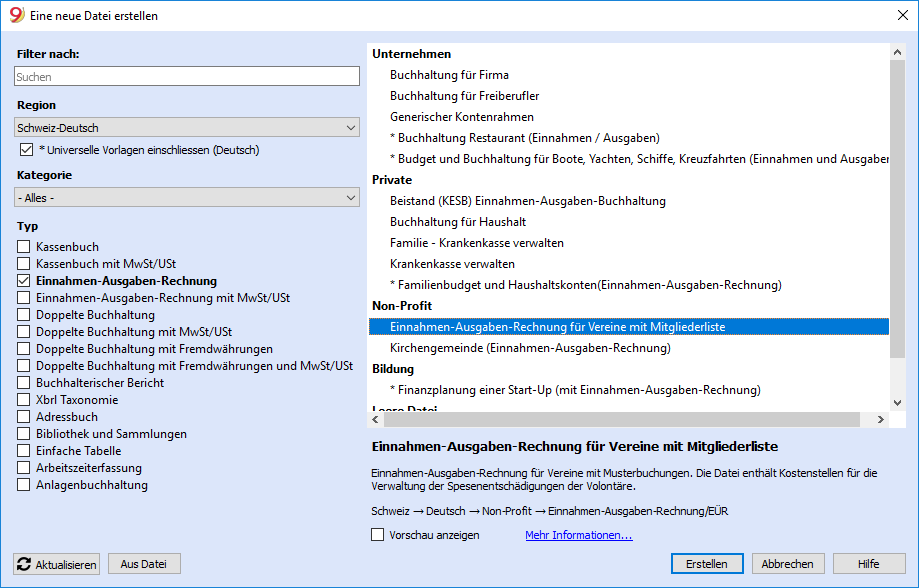 Eine neue Datei erstellen
Filter nach:
Suchen
Region
Schweiz-Deutsch
* Universelle Vorlagen einschliessen (Deutsch)
Kategorie
- Alles -
Typ
Kassenbuch
Kassenbuch mit MwSt/USt
Einnahmen-Ausgaben-Rechnung
Einnahmen-Ausgaben-Rechnung mit MwSt/USt
Doppelte Buchhaltung
Doppelte Buchhaltung mit MwSt/USt
Doppelte Buchhaltung mit Fremdwährungen
Doppelte Buchhaltung mit Fremdwährungen und MwSt/USt
Buchhalterischer Bericht
Xbrl Taxonomie
Adressbuch
Bibliothek und Sammlungen
Einfache Tabelle
Arbeitszeiterfassung
Anlagenbuchhaltung
Aktualisieren
Aus Datei
Unternehmen
Buchhaltung für Firma
Buchhaltung für Freiberufler
Generischer Kontenrahmen
* Buchhaltung Restaurant (Einnahmen / Ausgaben)
* Budget und Buchhaltung für Boote, Yachten, Schiffe, Kreuzfahrten (Einnahmen und Ausgaben
Private
Beistand (KESB) Einnahmen-Ausgaben-Buchhaltung
Buchhaltung für Haushalt
Familie - Krankenkasse verwalten
Krankenkasse verwalten
* Familienbudget und Haushaltskonten(Einnahmen-Ausgaben-Rechnung)
Non-Profit
Einnahmen-Ausgaben-Rechnung für Vereine mit Mitgliederliste
Kirchengemeinde (Einnahmen-Ausgaben-Rechnung)
Bildung
* Finanzplanung einer Start-Up (mit Einnahmen-Ausgaben-Rechnung)
Leere Datei
Einnahmen-Ausgaben-Rechnung für Vereine mit Mitgliederliste
Einnahmen-Ausgaben-Rechnung für Vereine mit Musterbuchungen. Die Datei enthält Kostenstellen für die
Verwaltung der Spesenentschädigungen der Volontäre.
Schweiz → Deutsch → Non-Profit → Einnahmen-Ausgaben-Rechnung/EÜR
Vorschau anzeigen
Mehr Informationen...
Erstellen
Abbrechen
Hilfe